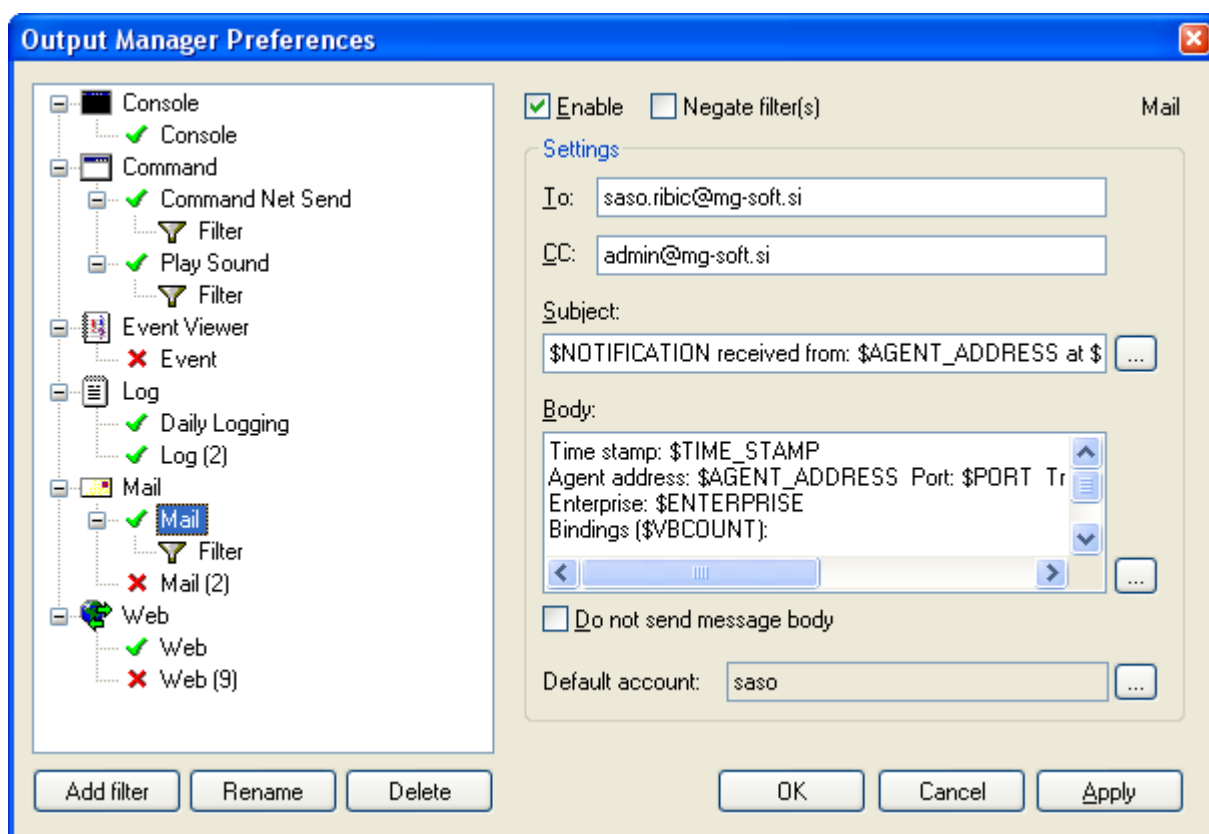 Output Manager Preferences
Console
Console
Command
Command Net Send
Filter
Play Sound
Filter
Event Viewer
Event
Log
Daily Logging
Log (2)
Mail
Mail
Filter
Mail (2)
Web
Web
Web (9)
Add filter
Rename
Delete
Enable
Negate filter(s)
Mail
Settings
To:
saso.ribic@mg-soft.si
CC:
admin@mg-soft.si
Subject:
$NOTIFICATION received from: $AGENT_ADDRESS at $
...
Body:
Time stamp: $TIME_STAMP
Agent address: $AGENT_ADDRESS Port: $PORT Tr
Enterprise: $ENTERPRISE
Bindings ($VBCOUNT):
...
Do not send message body
Default account:
saso
...
OK
Cancel
Apply